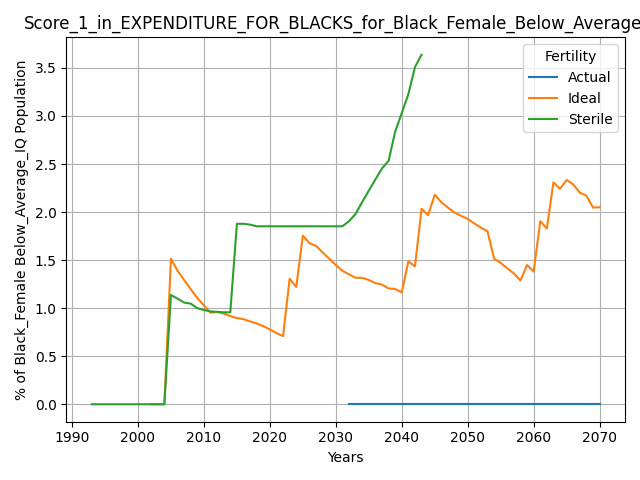 Score_1_in_EXPENDITURE_FOR_BLACKS_for_Black_Female_Below_Average
% of Black_Female Below_Average_IQ Population
3.5
3.0
2.5
2.0
1.5
1.0
0.5
0.0
Fertility
Actual
Ideal
Sterile
1990 2000 2010 2020 2030 2040 2050 2060 2070
Years